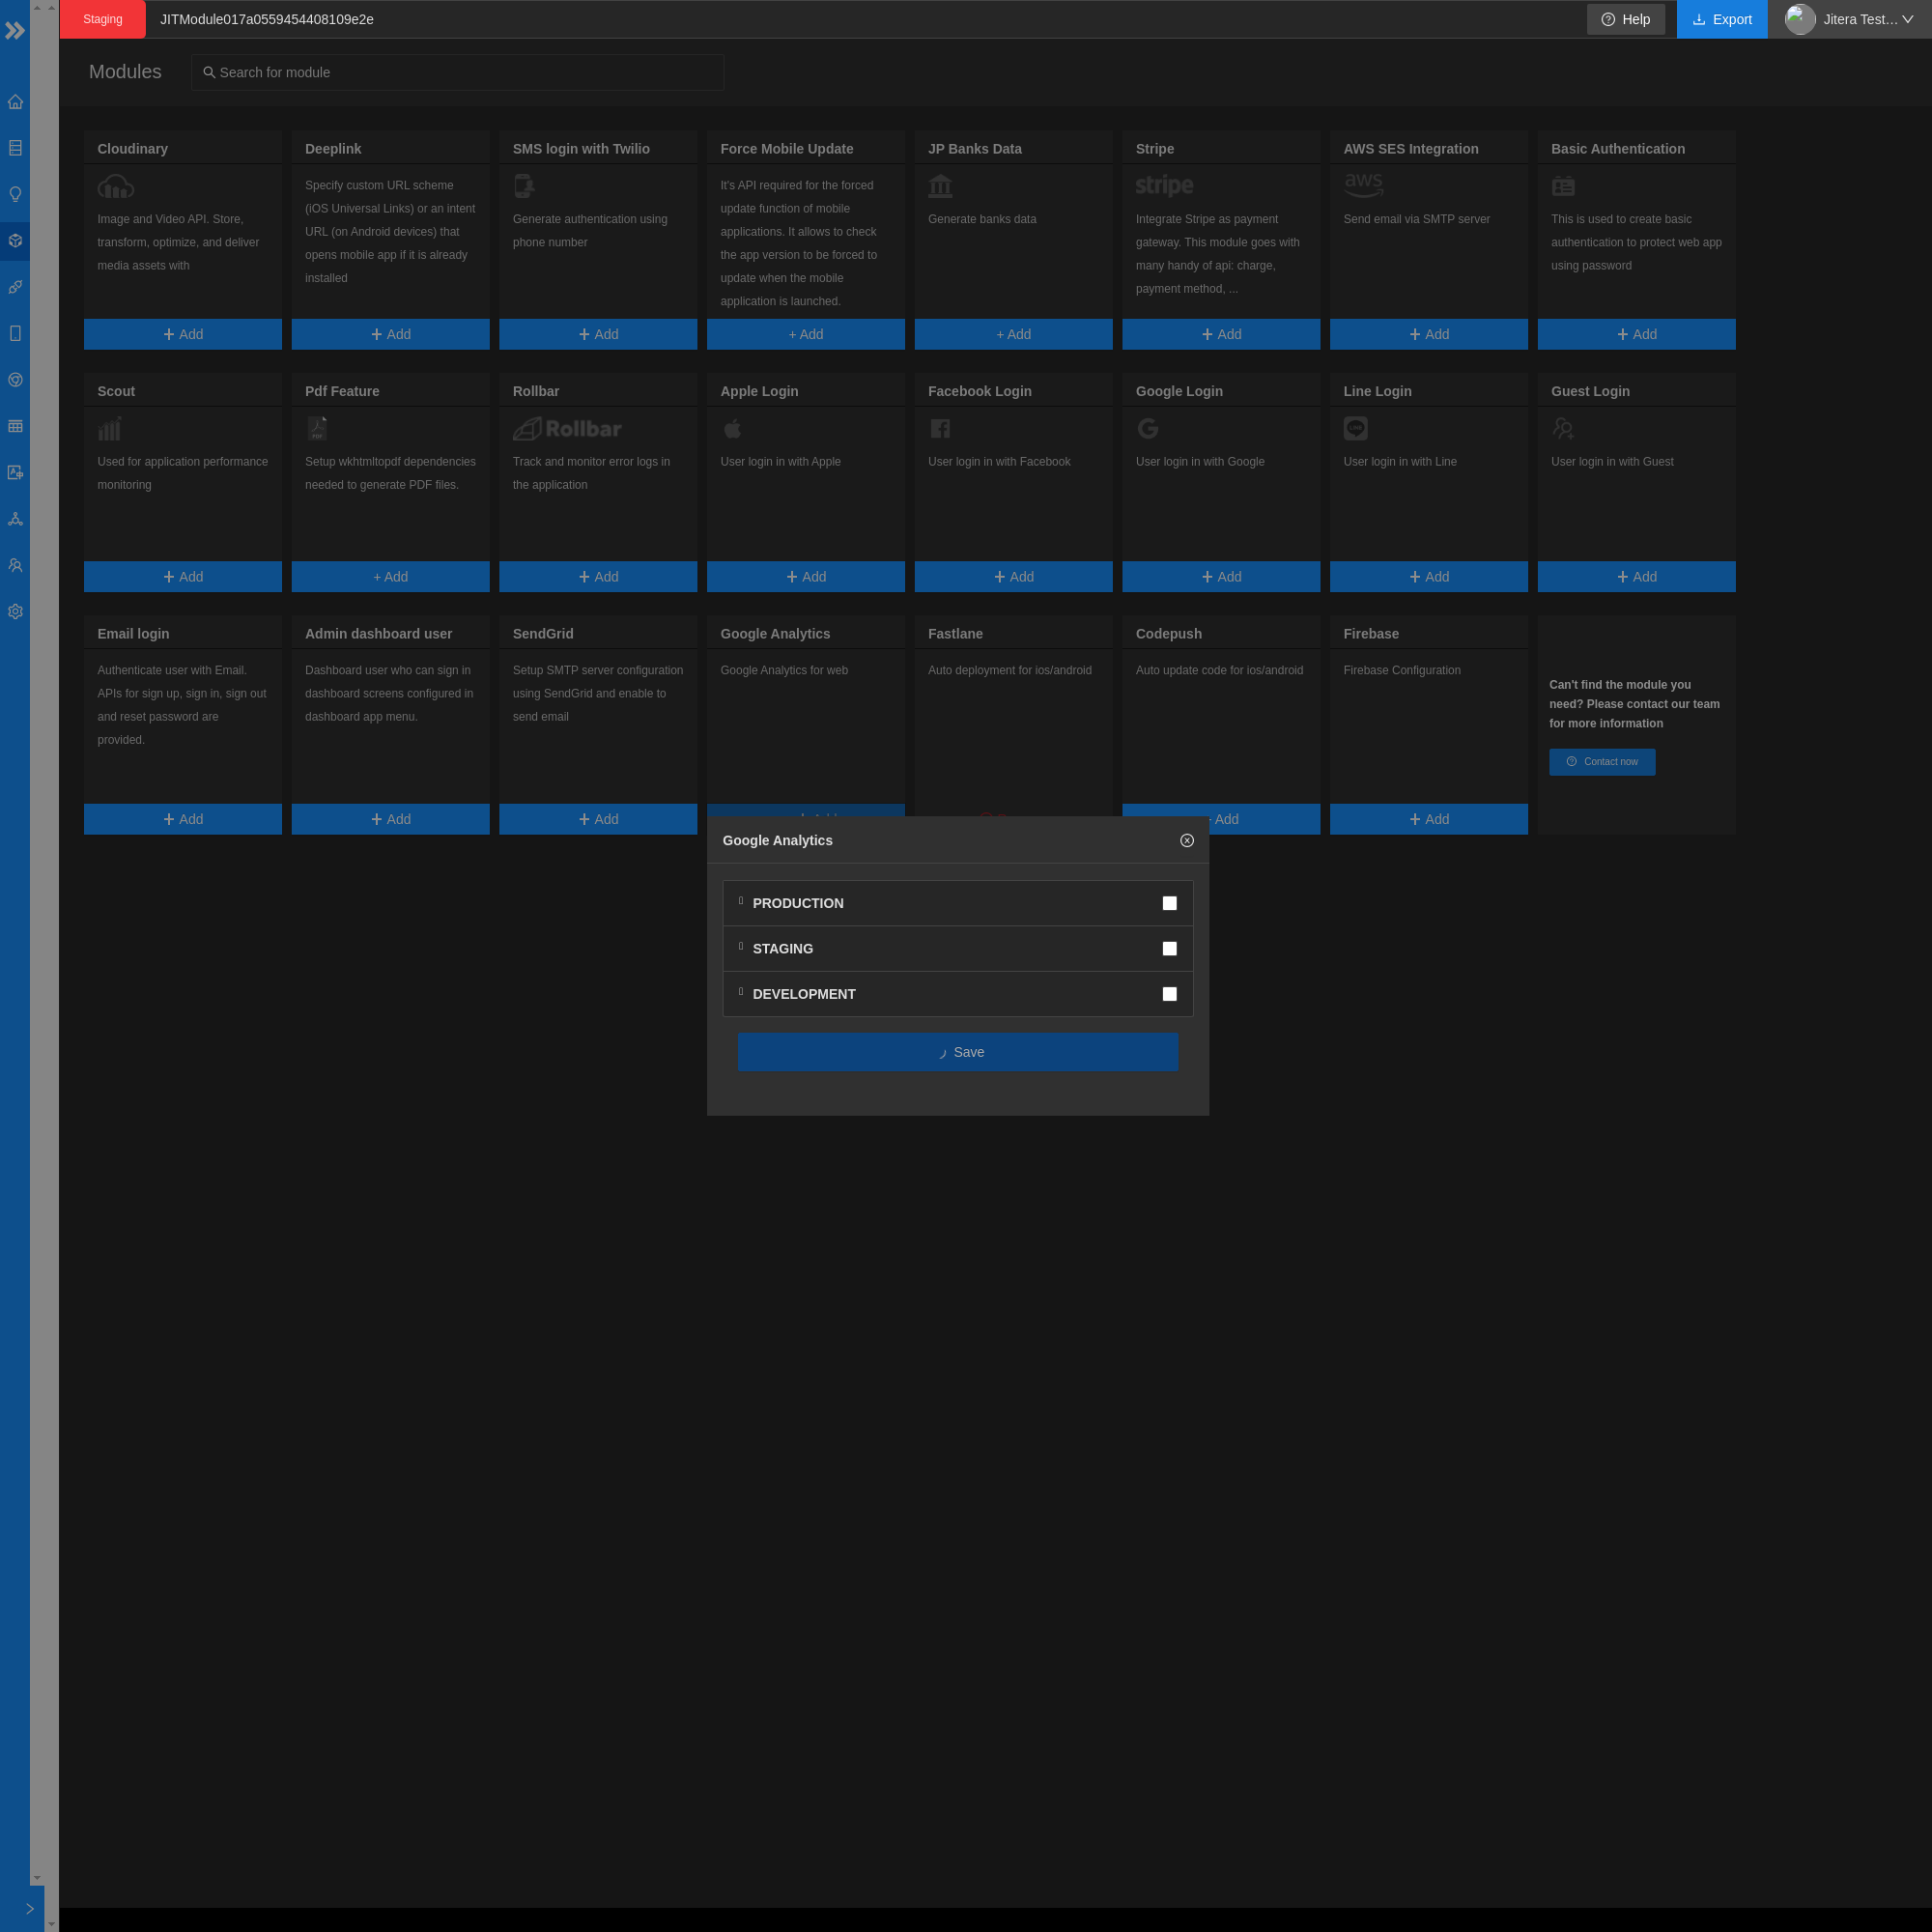 Staging
JITModule017a0559454408109e2e
Help
Export
Jitera Test...
Modules
Search for module
Cloudinary
Image and Video API. Store,
transform, optimize, and deliver
media assets with
Add
Deeplink
Specify custom URL scheme
(iOS Universal Links) or an intent
URL (on Android devices) that
opens mobile app if it is already
installed
Add
SMS login with Twilio
Generate authentication using
phone number
Add
Force Mobile Update
It's API required for the forced
update function of mobile
applications. It allows to check
the app version to be forced to
update when the mobile
application is launched.
+ Add
JP Banks Data
Generate banks data
+ Add
Stripe
stripe
Integrate Stripe as payment
gateway. This module goes with
many handy of api: charge,
payment method, ...
Add
AWS SES Integration
aws
Send email via SMTP server
Add
Basic Authentication
This is used to create basic
authentication to protect web app
using password
Add
Scout
Used for application performance
monitoring
Add
Pdf Feature
PDF
Setup wkhtmltopdf dependencies
needed to generate PDF files.
+ Add
Rollbar
Rollbar
Track and monitor error logs in
the application
Add
Apple Login
User login in with Apple
Add
Facebook Login
User login in with Facebook
Add
Google Login
User login in with Google
Add
Line Login
LINE
User login in with Line
Add
Guest Login
User login in with Guest
Add
Email login
Authenticate user with Email.
APIs for sign up, sign in, sign out
and reset password are
provided.
Add
Admin dashboard user
Dashboard user who can sign in
dashboard screens configured in
dashboard app menu.
Add
SendGrid
Setup SMTP server configuration
using SendGrid and enable to
send email
Add
Google Analytics
Google Analytics for web
Fastlane
Auto deployment for ios/android
Codepush
Auto update code for ios/android
Add
Firebase
Firebase Configuration
Add
Can't find the module you
need? Please contact our team
for more information
Contact now
Google Analytics
PRODUCTION
STAGING
DEVELOPMENT
Save